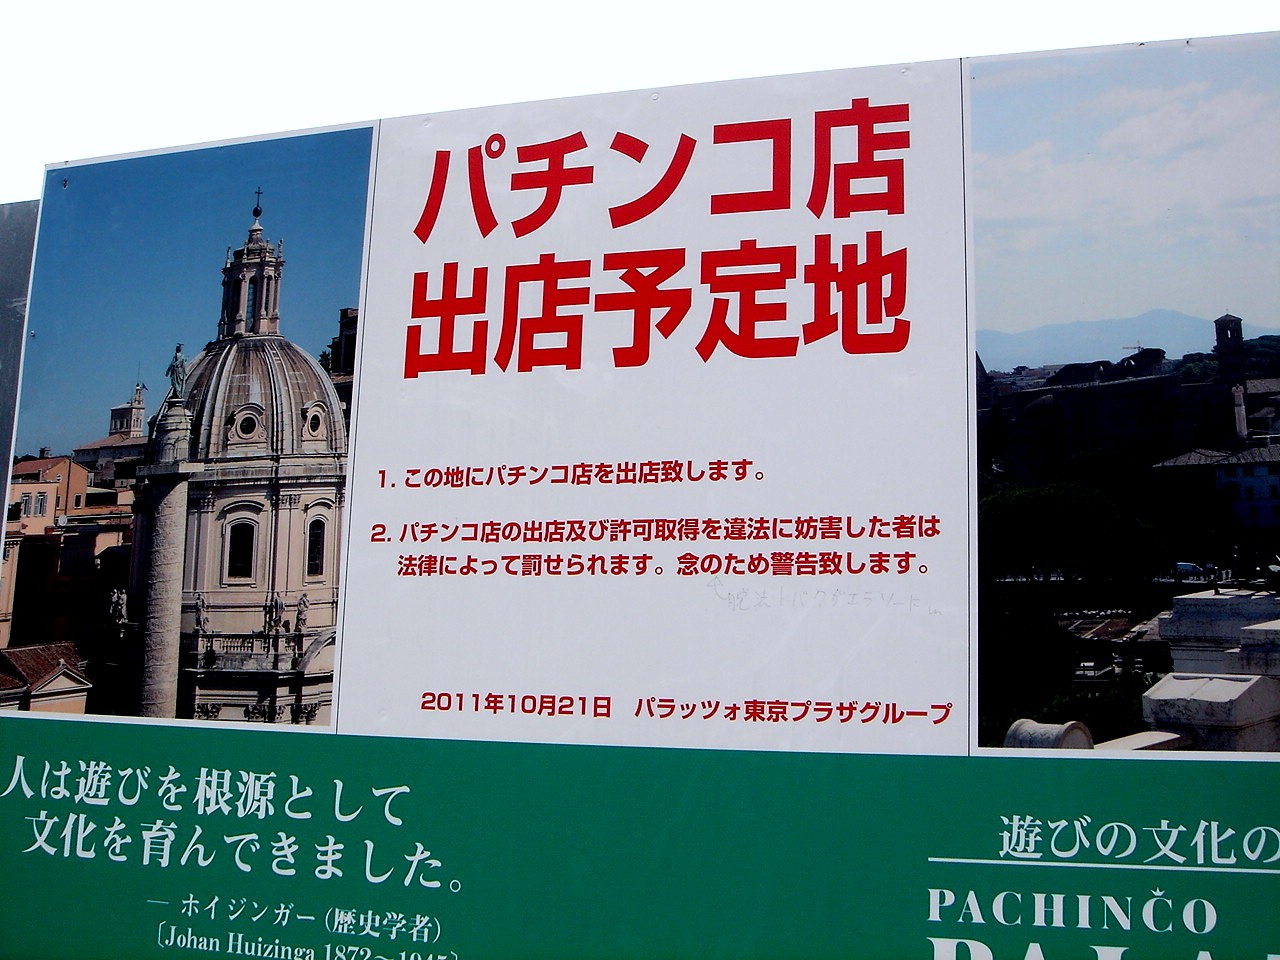 パチンコ店
出店予定地
1. この地にパチンコ店を出店致します。
2. パチンコ店の出店及び許可取得を違法に妨害した者は
法律によって罰せられます。念のため警告致します。
2011年10月21日 パラッツォ東京プラザグループ
人は遊びを根源として
文化を育んできました。
― ホイジンガー(歴史学者)
〔Johan Huizinga 1872～1945〕
遊びの文化の
PACHINČO